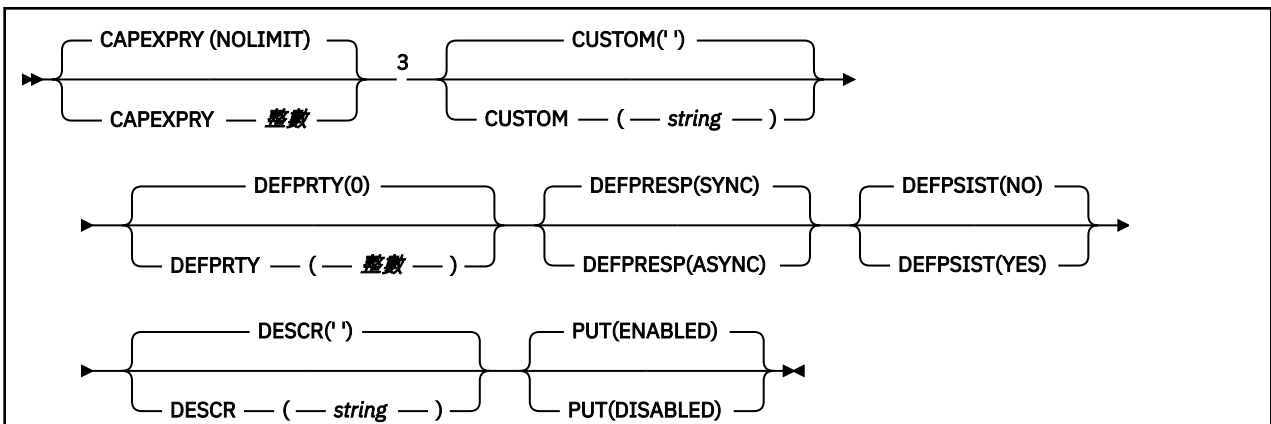 CAPEXPRY (NOLIMIT)
CAPEXPRY 整數
3
CUSTOM(' ')
CUSTOM ( string )
DEFPRTY(0)
DEFPRTY ( 整數 )
DEFPRESP(SYNC)
DEFPRESP(ASYNC)
DEFPSIST(NO)
DEFPSIST(YES)
DESCR(' ')
DESCR ( string )
PUT(ENABLED)
PUT(DISABLED)